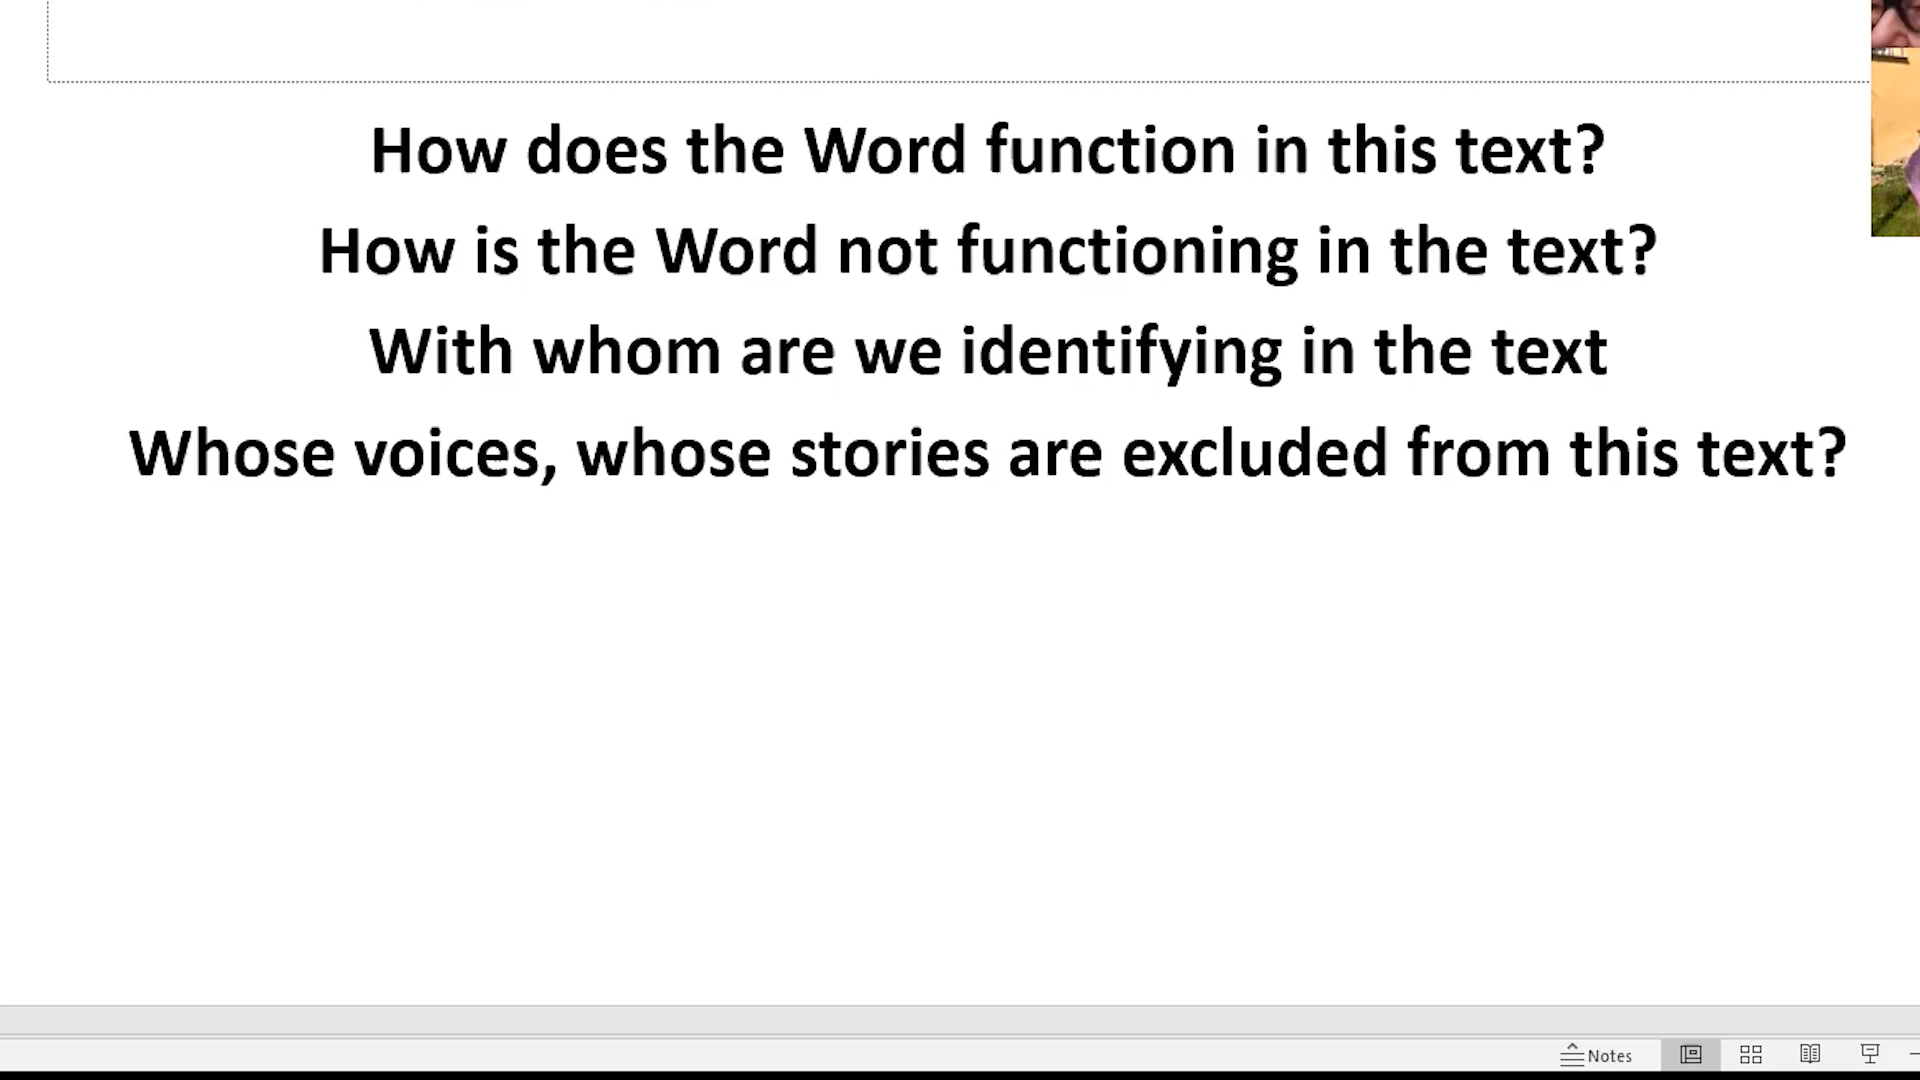 How does the Word function in this text?
How is the Word not functioning in the text?
With whom are we identifying in the text
Whose voices, whose stories are excluded from this text?
Notes